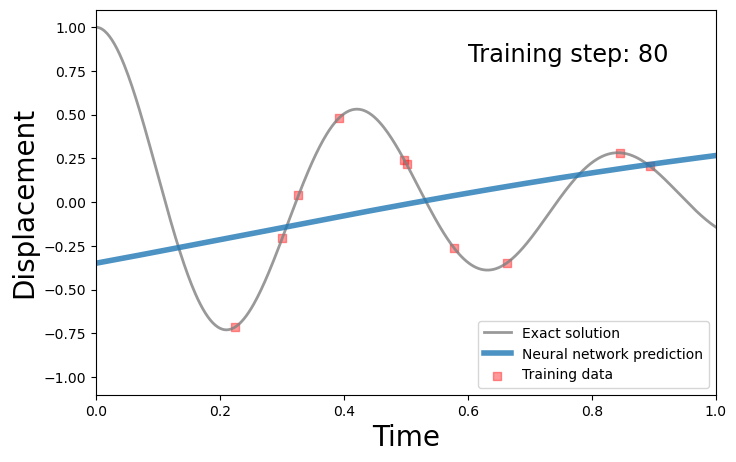 Training step: 80
Displacement
1.00
0.75
0.50
0.25
0.00
−0.25
−0.50
−0.75
−1.00
Exact solution
Neural network prediction
Training data
0.0 0.2 0.4 0.6 0.8 1.0
Time